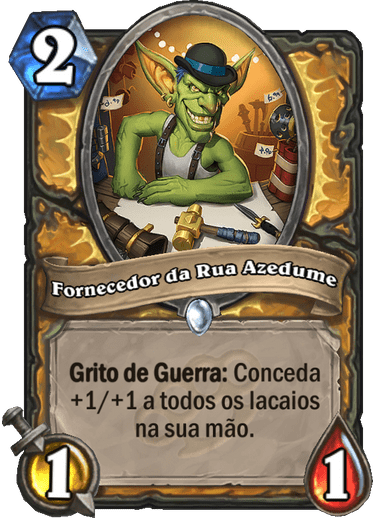 2
Fornecedor da Rua Azedume
Grito de Guerra: Conceda
+1/+1 a todos os lacaios
na sua mão.
1
1